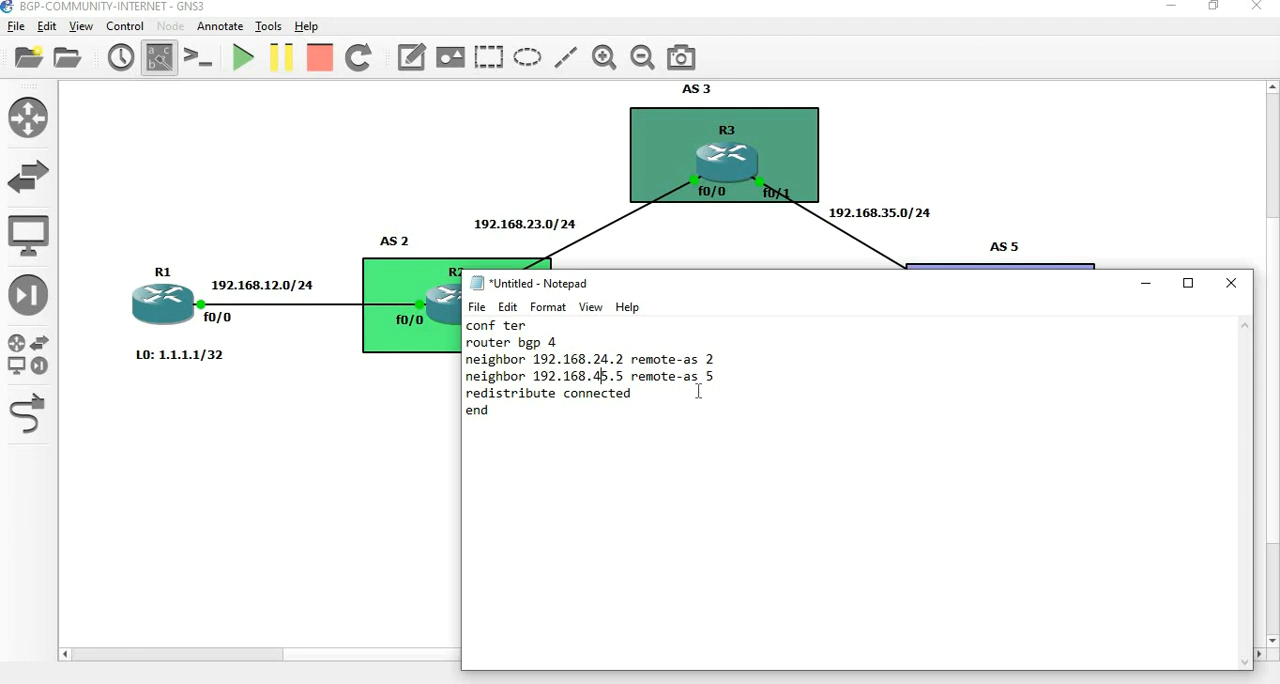 BGP-COMMUNITY-INTERNET - GNS3
File Edit View Control Node Annotate Tools Help
AS 3
R3
f0/0
f0/1
192.168.23.0/24
192.168.35.0/24
AS 2
AS 5
R1
192.168.12.0/24
f0/0
f0/0
L0: 1.1.1.1/32
*Untitled - Notepad
File Edit Format View Help
conf ter
router bgp 4
neighbor 192.168.24.2 remote-as 2
neighbor 192.168.45.5 remote-as 5
redistribute connected
end